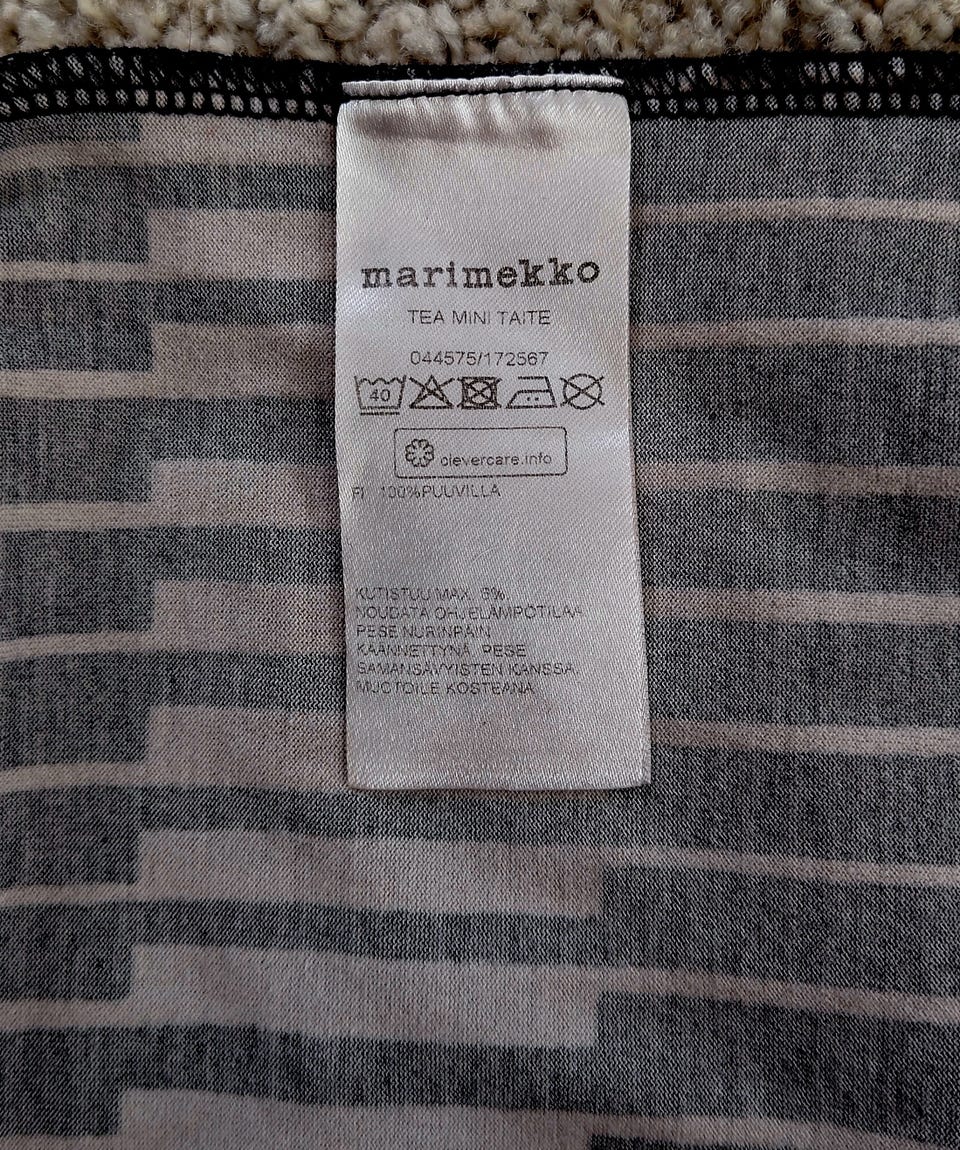 marimekko
TEA MINI TAITE
044575/172567
40
clevercare.info
FI 100%PUUVILLA
KUTISTUU MAX. 6%
NOUDATA OHJELÄMPÖTILAA
PESE NURINPÄIN
KÄÄNNETTYNÄ. PESE
SAMANSÄVYISTEN KANSSA.
MUOTOILE KOSTEANA